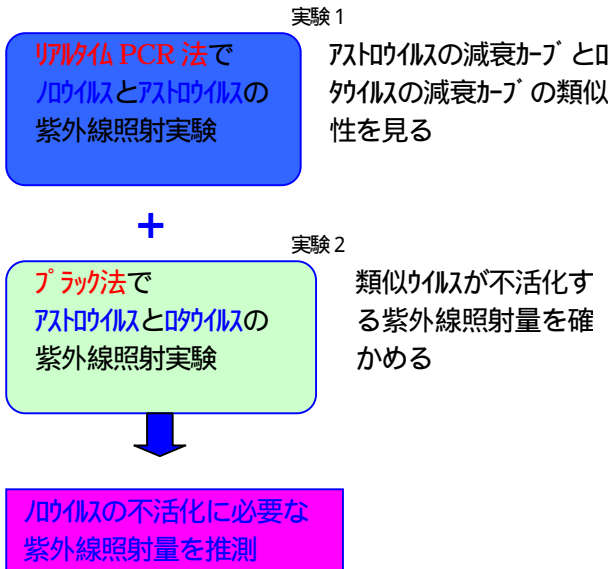 実験１
ﾘｱﾙﾀｲﾑ PCR 法で
ﾉﾛｳｲﾙｽとｱｽﾄﾛｳｲﾙｽの
紫外線照射実験
ｱｽﾄﾛｳｲﾙｽの減衰ｶｰﾌﾞとﾛ
ﾀｳｲﾙｽの減衰ｶｰﾌﾞの類似
性を見る
+
実験２
ﾌﾟﾗｯｸ法で
ｱｽﾄﾛｳｲﾙｽとﾛﾀｳｲﾙｽの
紫外線照射実験
類似ｳｲﾙｽが不活化す
る紫外線照射量を確
かめる
ﾉﾛｳｲﾙｽの不活化に必要な
紫外線照射量を推測